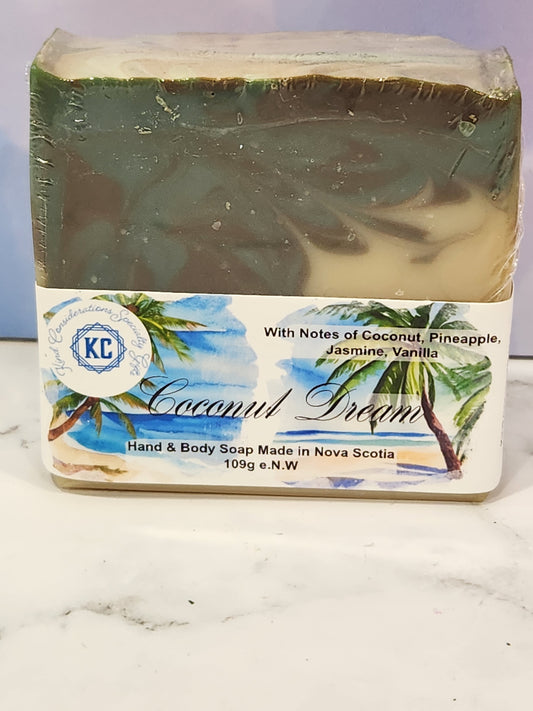 Kind Considerations Specialty Gifts
KC
With Notes of Coconut, Pineapple,
Jasmine, Vanilla
Coconut Dream
Hand & Body Soap Made in Nova Scotia
109g e.N.W